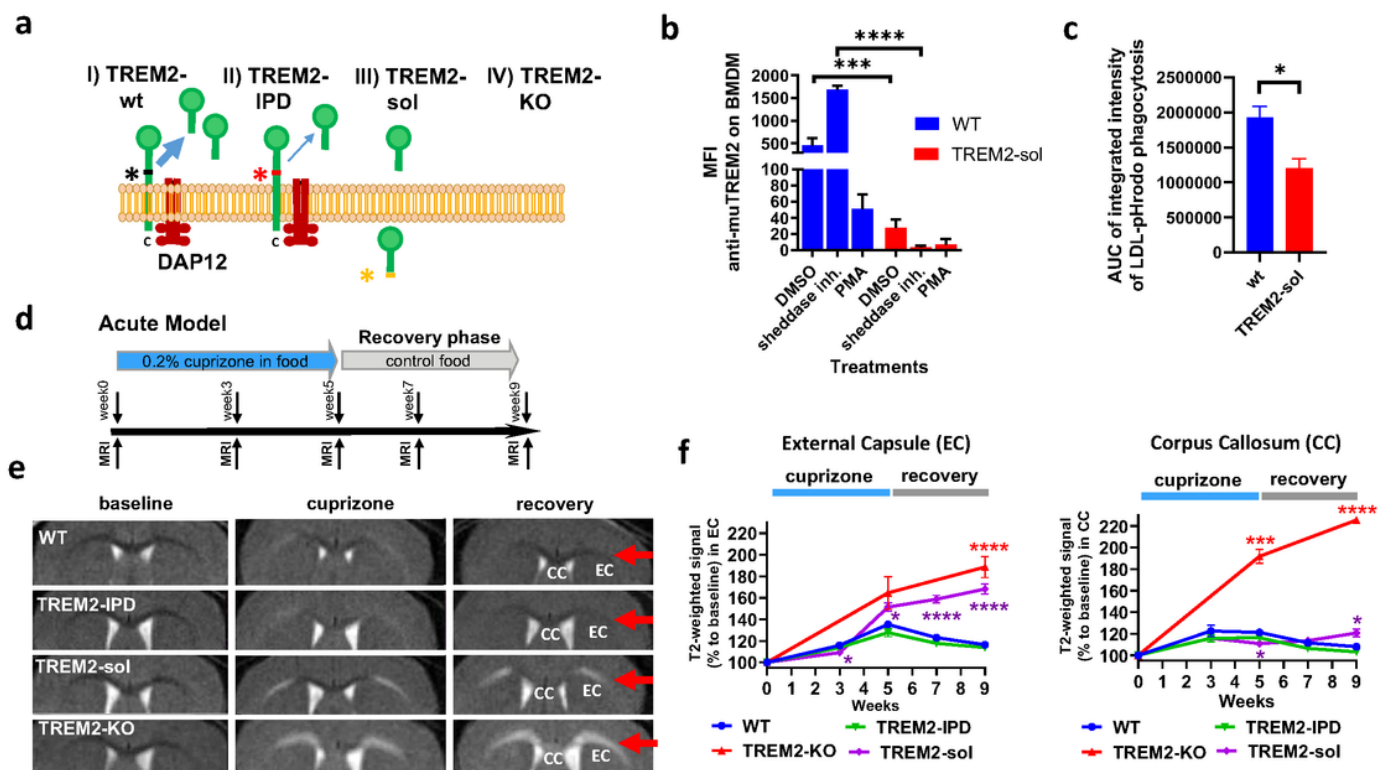 a
I) TREM2-
wt
II) TREM2-
IPD
III) TREM2-
sol
IV) TREM2-
KO
*
*
c
c
DAP12
*
b
****
***
MFI
anti-muTREM2 on BMDM
2000
1500
1000
500
100
80
60
40
20
0
WT
TREM2-sol
DMSO
sheddase inh.
PMA
DMSO
sheddase inh.
PMA
Treatments
c
*
AUC of integrated intensity
of LDL-pHrodo phagocytosis
2500000
2000000
1500000
1000000
500000
0
wt
TREM2-sol
d
Acute Model
Recovery phase
0.2% cuprizone in food
control food
week0
week3
week5
week7
week9
MRI
MRI
MRI
MRI
MRI
e
baseline
cuprizone
recovery
WT
CC
EC
TREM2-IPD
CC
EC
TREM2-sol
CC
EC
TREM2-KO
CC
EC
f
External Capsule (EC)
cuprizone
recovery
T2-weighted signal
(% to baseline) in EC
220
200
180
160
140
120
100
****
****
****
*
*
0 1 2 3 4 5 6 7 8 9
Weeks
WT
TREM2-IPD
TREM2-KO
TREM2-sol
Corpus Callosum (CC)
cuprizone
recovery
T2-weighted signal
(% to baseline) in CC
220
200
180
160
140
120
100
****
***
*
*
0 1 2 3 4 5 6 7 8 9
Weeks
WT
TREM2-IPD
TREM2-KO
TREM2-sol